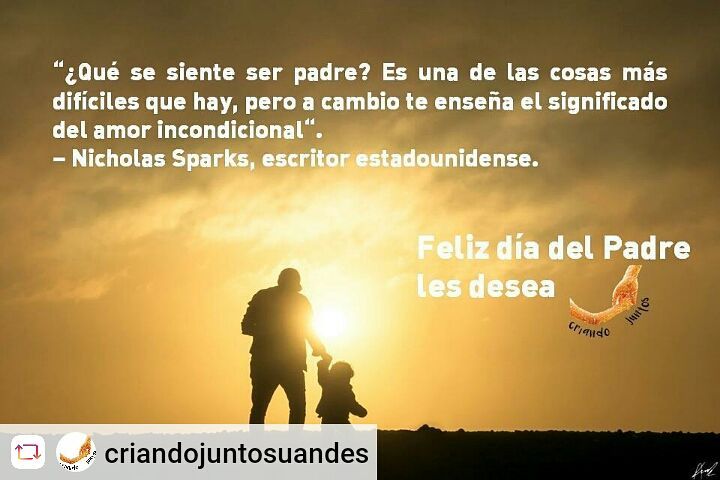 “¿Qué se siente ser padre? Es una de las cosas más
difíciles que hay, pero a cambio te enseña el significado
del amor incondicional“.
– Nicholas Sparks, escritor estadounidense.
Feliz día del Padre
les desea
criando juntos
criandojuntosuandes